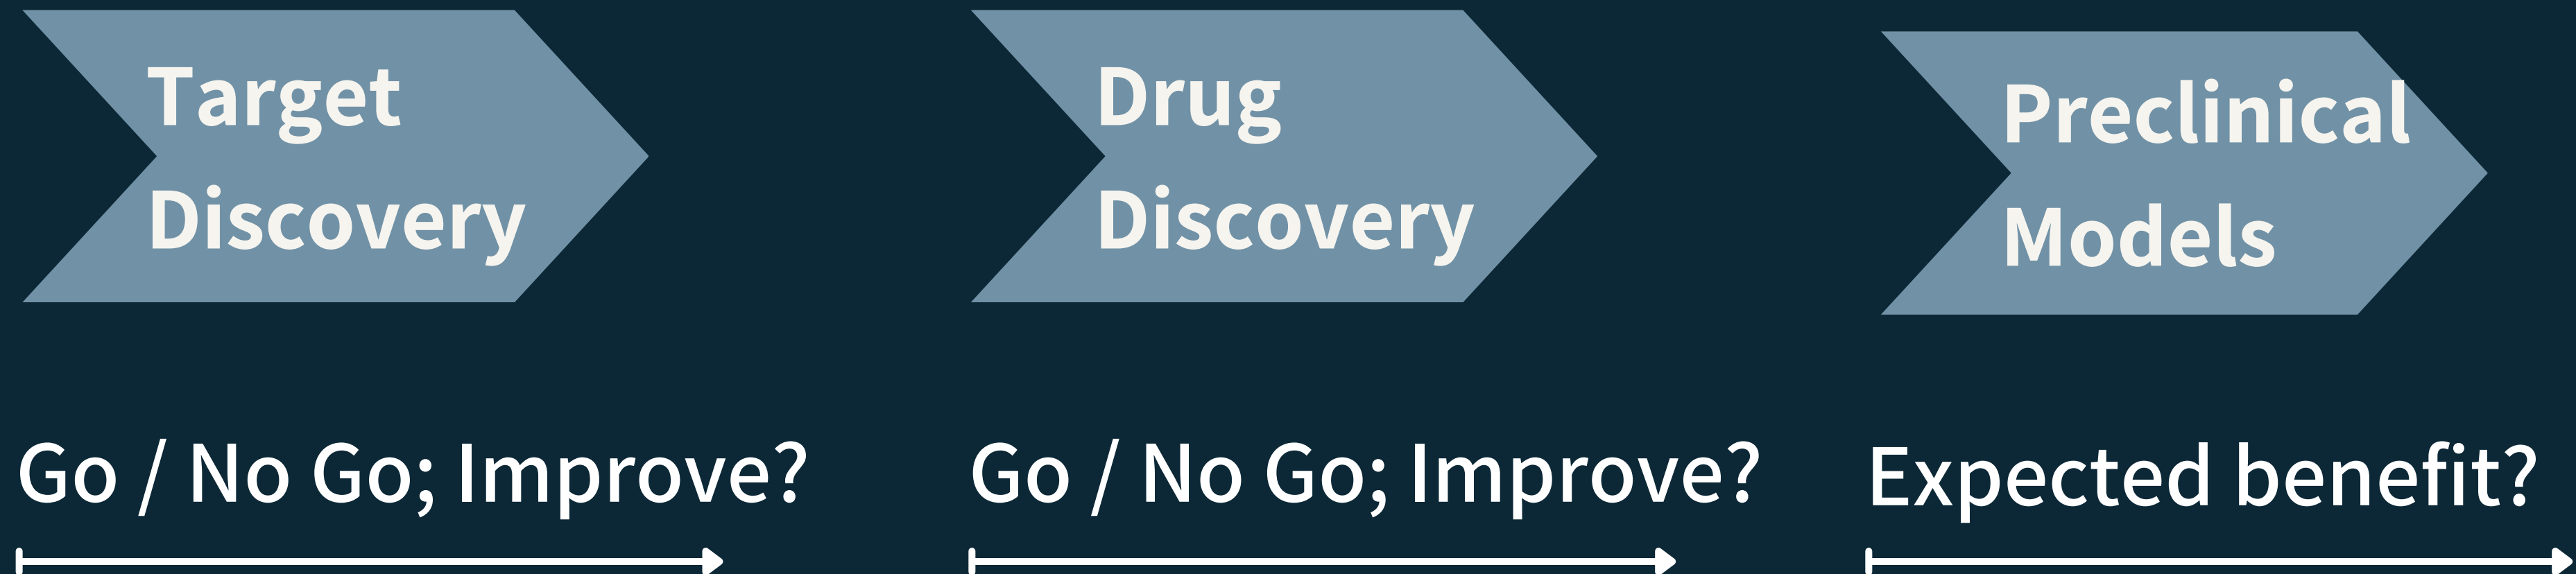 Target
Discovery
Drug
Discovery
Preclinical
Models
Go / No Go; Improve?
Go / No Go; Improve?
Expected benefit?